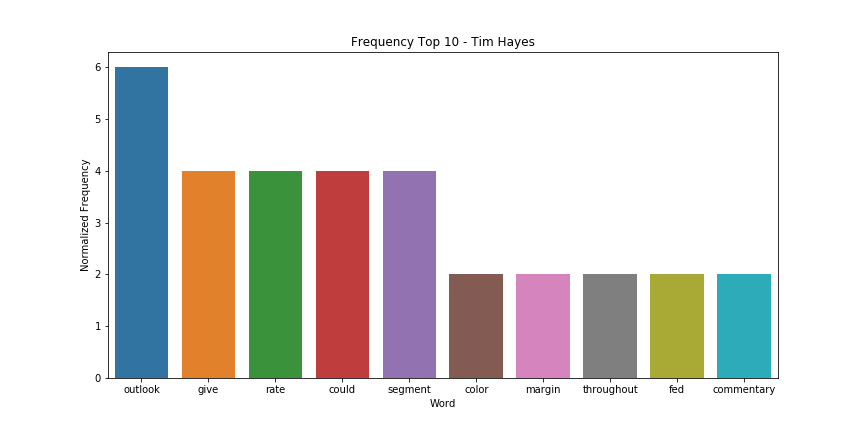 Frequency Top 10 - Tim Hayes
Normalized Frequency
6
5
4
3
2
1
0
outlook give rate could segment color margin throughout fed commentary
Word